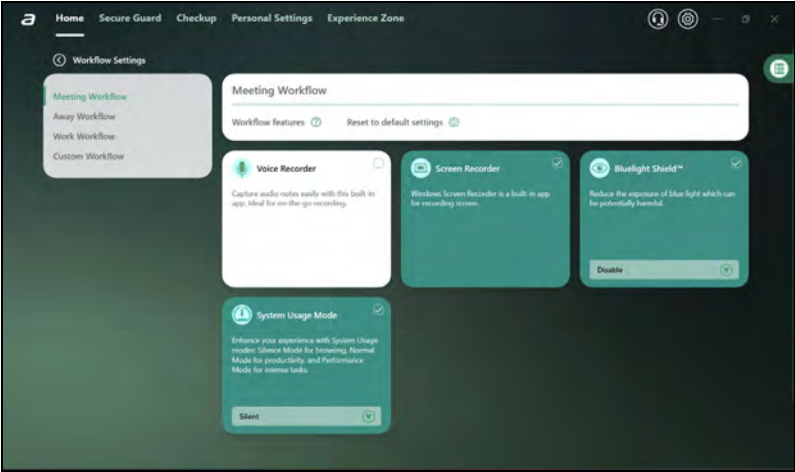 a Home Secure Guard Checkup Personal Settings Experience Zone
Workflow Settings
Meeting Workflow
Away Workflow
Work Workflow
Custom Workflow
Meeting Workflow
Workflow features Reset to default settings
Voice Recorder
Capture audio notes easily with this built-in
app. Ideal for on-the-go recording.
Screen Recorder
Windows Screen Recorder is a built-in app
for recording screen.
Bluelight Shield™
Reduce the exposure of blue light which can
be potentially harmful.
Disable
System Usage Mode
Enhance your experience with System Usage
modes: Silence Mode for browsing, Normal
Mode for productivity, and Performance
Mode for intense tasks.
Silent